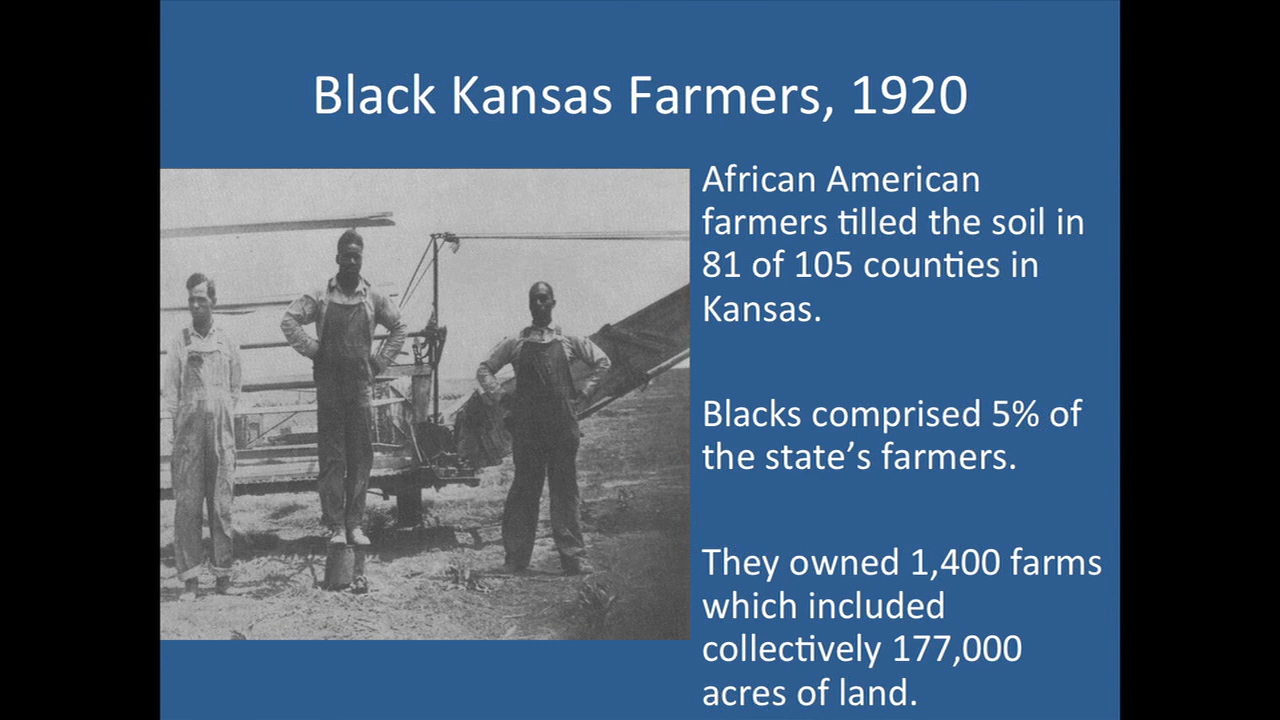 Black Kansas Farmers, 1920
African American
farmers tilled the soil in
81 of 105 counties in
Kansas.
Blacks comprised 5% of
the state’s farmers.
They owned 1,400 farms
which included
collectively 177,000
acres of land.